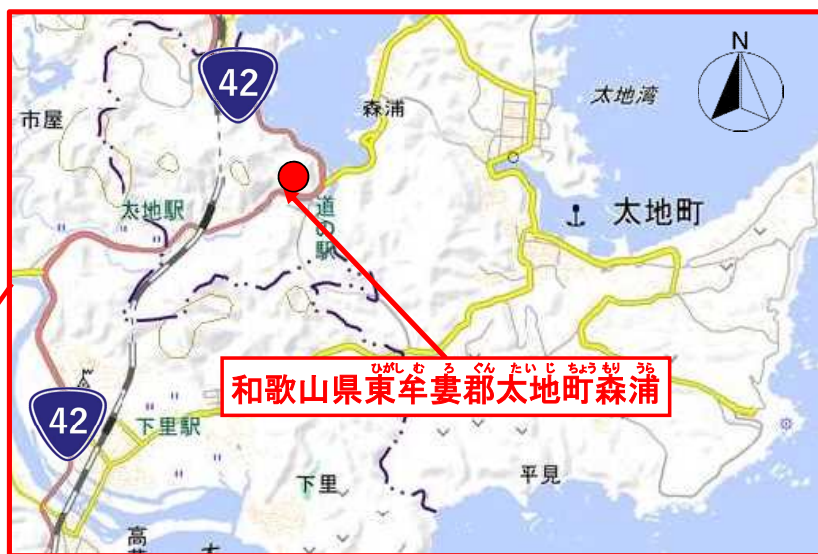 42
N
市屋
森浦
太地湾
太地駅
道の駅
太地町
ひがし む ろ ぐん たい じ ちょう もり うら
和歌山県東牟婁郡太地町森浦
42
下里駅
下里
平見